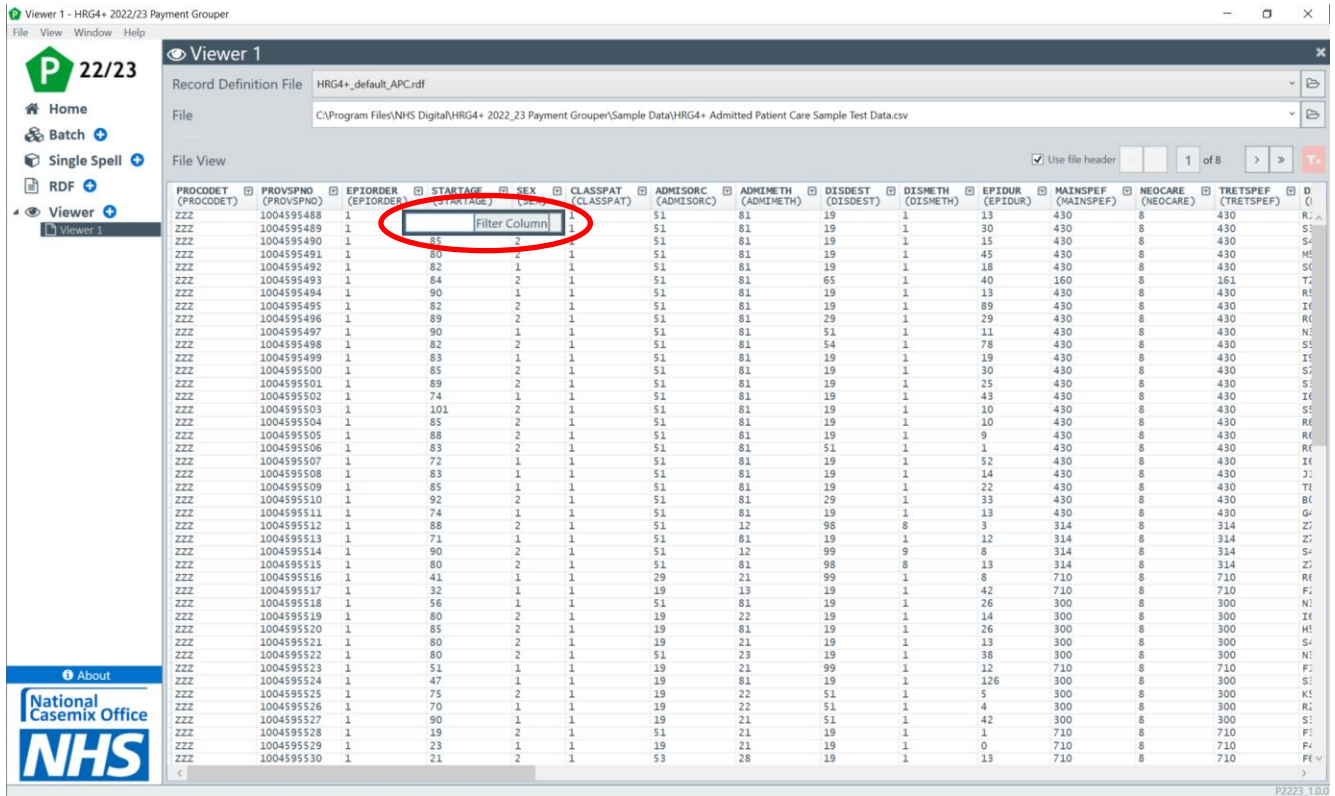 Viewer 1 - HRG4+ 2022/23 Payment Grouper
File View Window Help
P 22/23
Home
Batch
Single Spell
RDF
Viewer
Viewer 1
Viewer 1
Record Definition File HRG4+_default_APC.rdf
File C:\Program Files\NHS Digital\HRG4+ 2022_23 Payment Grouper\Sample Data\HRG4+ Admitted Patient Care Sample Test Data.csv
File View Use file header 1 of 8 > »
PROCODET PROVSPNO EPIORDER STARTAGE SEX CLASSPAT ADMISORC ADMIMETH DISDEST DISMETH EPIDUR MAINSPEF NEOCARE TRETSPEF
(PROCODET) (PROVSPNO) (EPIORDER) (STARTAGE) (SEX) (CLASSPAT) (ADMISORC) (ADMIMETH) (DISDEST) (DISMETH) (EPIDUR) (MAINSPEF) (NEOCARE) (TRETSPEF)
Filter Column
ZZZ 1004595488 1 1 51 81 19 1 13 430 8 430
ZZZ 1004595489 1 1 51 81 19 1 30 430 8 430
ZZZ 1004595490 1 85 2 1 51 81 19 1 15 430 8 430
ZZZ 1004595491 1 80 2 1 51 81 19 1 45 430 8 430
ZZZ 1004595492 1 82 1 1 51 81 19 1 18 430 8 430
ZZZ 1004595493 1 84 2 1 51 81 65 1 40 160 8 161
ZZZ 1004595494 1 90 1 1 51 81 19 1 13 430 8 430
ZZZ 1004595495 1 82 2 1 51 81 19 1 89 430 8 430
ZZZ 1004595496 1 89 2 1 51 81 29 1 29 430 8 430
ZZZ 1004595497 1 90 1 1 51 81 51 1 11 430 8 430
ZZZ 1004595498 1 82 2 1 51 81 54 1 78 430 8 430
ZZZ 1004595499 1 83 1 1 51 81 19 1 19 430 8 430
ZZZ 1004595500 1 85 2 1 51 81 19 1 30 430 8 430
ZZZ 1004595501 1 89 2 1 51 81 19 1 25 430 8 430
ZZZ 1004595502 1 74 1 1 51 81 19 1 43 430 8 430
ZZZ 1004595503 1 101 2 1 51 81 19 1 10 430 8 430
ZZZ 1004595504 1 85 2 1 51 81 19 1 10 430 8 430
ZZZ 1004595505 1 88 2 1 51 81 19 1 9 430 8 430
ZZZ 1004595506 1 83 2 1 51 81 51 1 1 430 8 430
ZZZ 1004595507 1 72 1 1 51 81 19 1 52 430 8 430
ZZZ 1004595508 1 83 1 1 51 81 19 1 14 430 8 430
ZZZ 1004595509 1 85 1 1 51 81 19 1 22 430 8 430
ZZZ 1004595510 1 92 2 1 51 81 29 1 33 430 8 430
ZZZ 1004595511 1 74 1 1 51 81 19 1 13 430 8 430
ZZZ 1004595512 1 88 2 1 51 12 98 8 3 314 8 314
ZZZ 1004595513 1 71 1 1 51 81 19 1 12 314 8 314
ZZZ 1004595514 1 90 2 1 51 12 99 9 8 314 8 314
ZZZ 1004595515 1 80 2 1 51 81 98 8 13 314 8 314
ZZZ 1004595516 1 41 1 1 29 21 99 1 8 710 8 710
ZZZ 1004595517 1 32 1 1 19 13 19 1 42 710 8 710
ZZZ 1004595518 1 56 1 1 51 81 19 1 26 300 8 300
ZZZ 1004595519 1 80 2 1 19 22 19 1 14 300 8 300
ZZZ 1004595520 1 85 2 1 19 81 19 1 26 300 8 300
ZZZ 1004595521 1 80 2 1 19 21 19 1 13 300 8 300
ZZZ 1004595522 1 80 2 1 51 23 19 1 38 300 8 300
ZZZ 1004595523 1 51 1 1 19 21 99 1 12 710 8 710
ZZZ 1004595524 1 47 1 1 19 81 19 1 126 300 8 300
ZZZ 1004595525 1 75 2 1 19 22 51 1 5 300 8 300
ZZZ 1004595526 1 70 1 1 19 22 51 1 4 300 8 300
ZZZ 1004595527 1 90 1 1 19 21 51 1 42 300 8 300
ZZZ 1004595528 1 19 2 1 51 21 19 1 1 710 8 710
ZZZ 1004595529 1 23 1 1 19 21 19 1 0 710 8 710
ZZZ 1004595530 1 21 2 1 53 28 19 1 13 710 8 710
About
National
Casemix Office
NHS
P2223_1.0.0